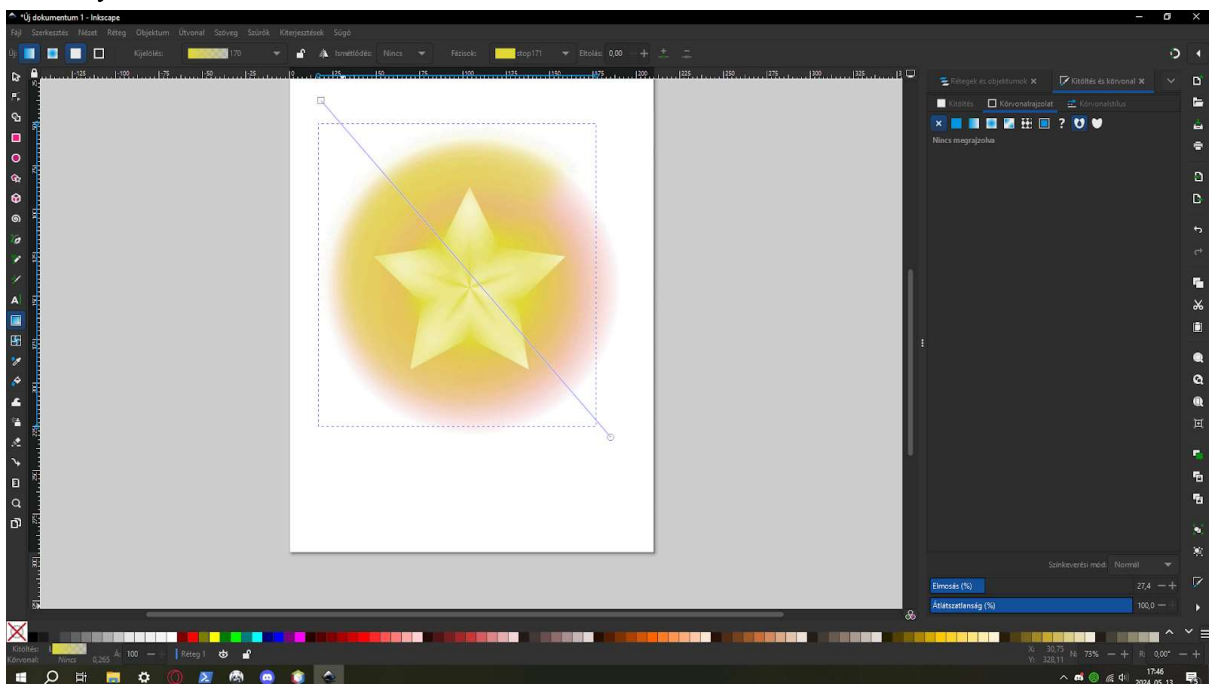 *Új dokumentum 1 - Inkscape
Fájl Szerkesztés Nézet Réteg Objektum Útvonal Szöveg Szűrők Kiterjesztések Súgó
Új: Kijelölés: 170 Ismétlődés: Nincs Fázisok: stop171 Eltolás: 0,00
Rétegek és objektumok Kitöltés és körvonal
Kitöltés Körvonalrajzolat Körvonalstílus
Nincs megrajzolva
Színkeverési mód: Normál
Elmosás (%) 27,4
Átlátszatlanság (%) 100,0
Kitöltés: L
Körvonal: Nincs 0,265 Á: 100 Réteg 1
X: 30,75
Y: 328,11
N: 73% R: 0,00°
17:46
2024. 05. 13.